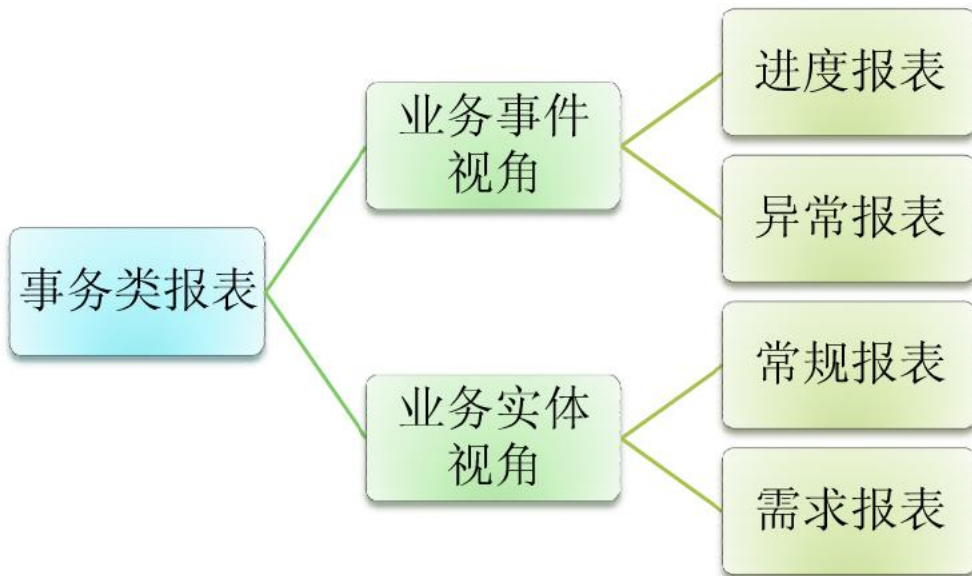 事务类报表
业务事件
视角
进度报表
异常报表
业务实体
视角
常规报表
需求报表